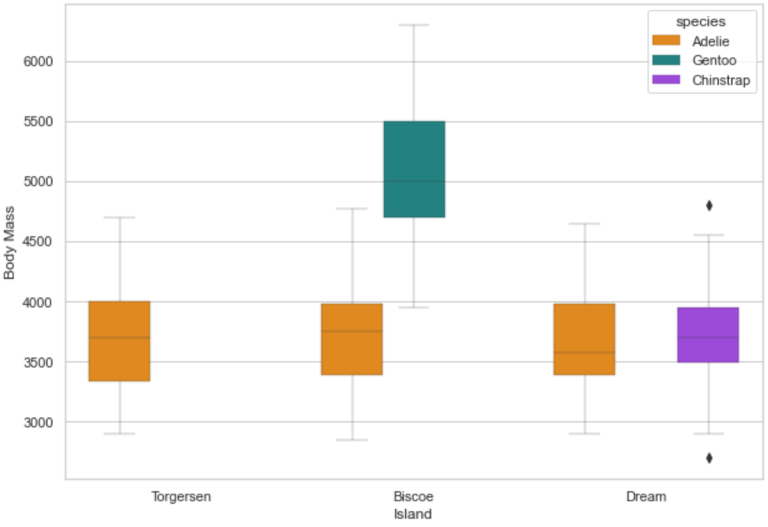 species
Adelie
Gentoo
Chinstrap
6000
5500
5000
4500
4000
3500
3000
Body Mass
Torgersen Biscoe Dream
Island